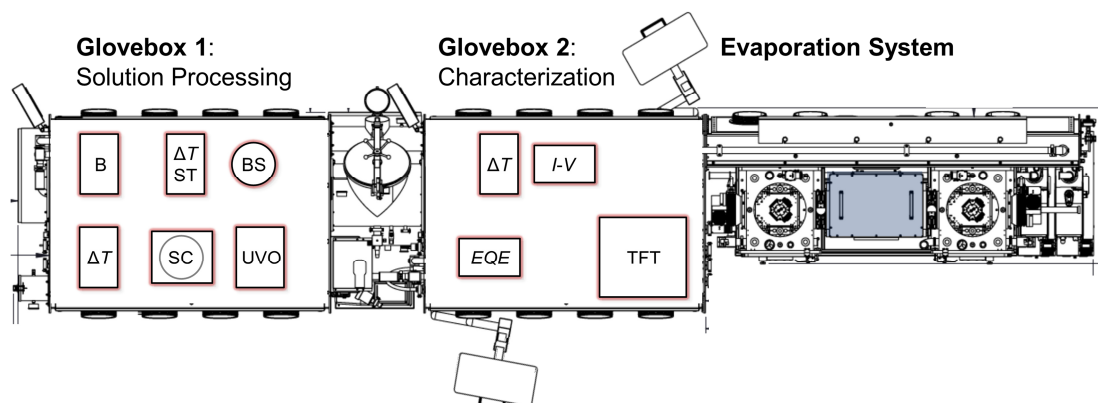 Glovebox 1:
Solution Processing
Glovebox 2:
Characterization
Evaporation System
B
ΔT
ST
BS
ΔT
SC
UVO
ΔT
I-V
EQE
TFT